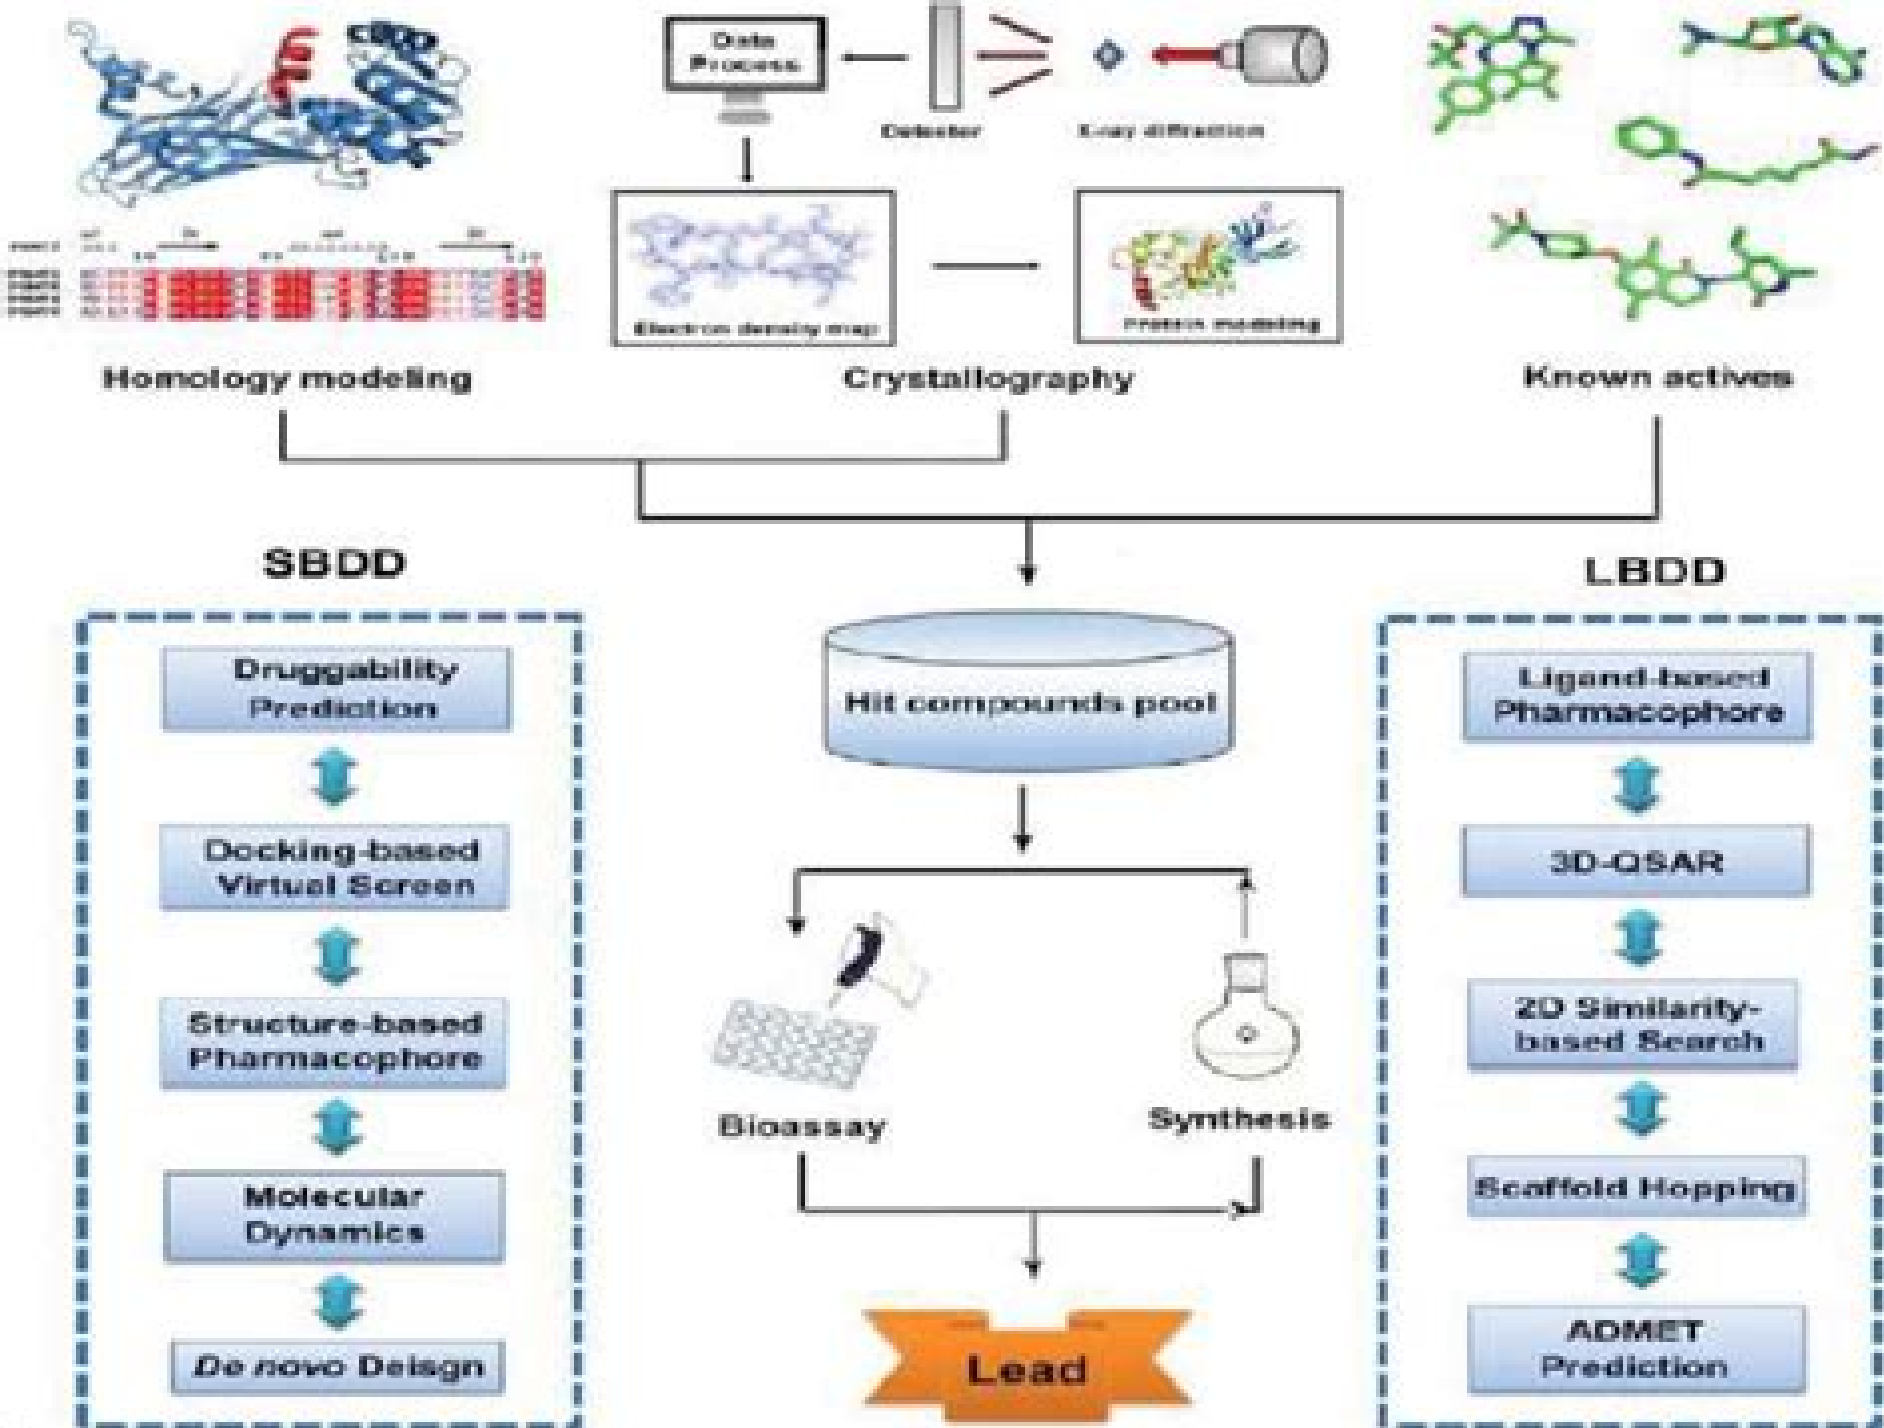 Data
Process
Detector
X-ray diffraction
Electron density map
Protein modeling
Homology modeling
Crystallography
Known actives
SBDD
Druggability
Prediction
Docking-based
Virtual Screen
Structure-based
Pharmacophore
Molecular
Dynamics
De novo Deisgn
Hit compounds pool
Bioassay
Synthesis
Lead
LBDD
Ligand-based
Pharmacophore
3D-QSAR
2D Similarity-
based Search
Scaffold Hopping
ADMET
Prediction